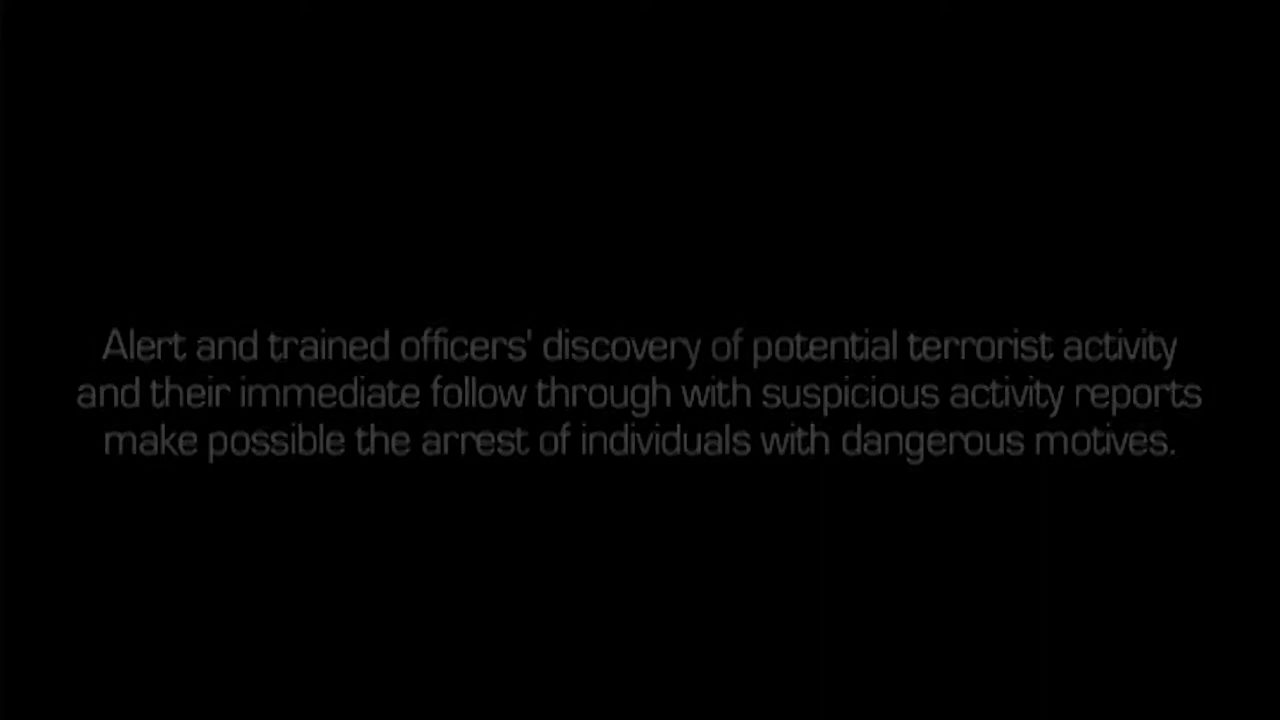 Alert and trained officers' discovery of potential terrorist activity
and their immediate follow through with suspicious activity reports
make possible the arrest of individuals with dangerous motives.